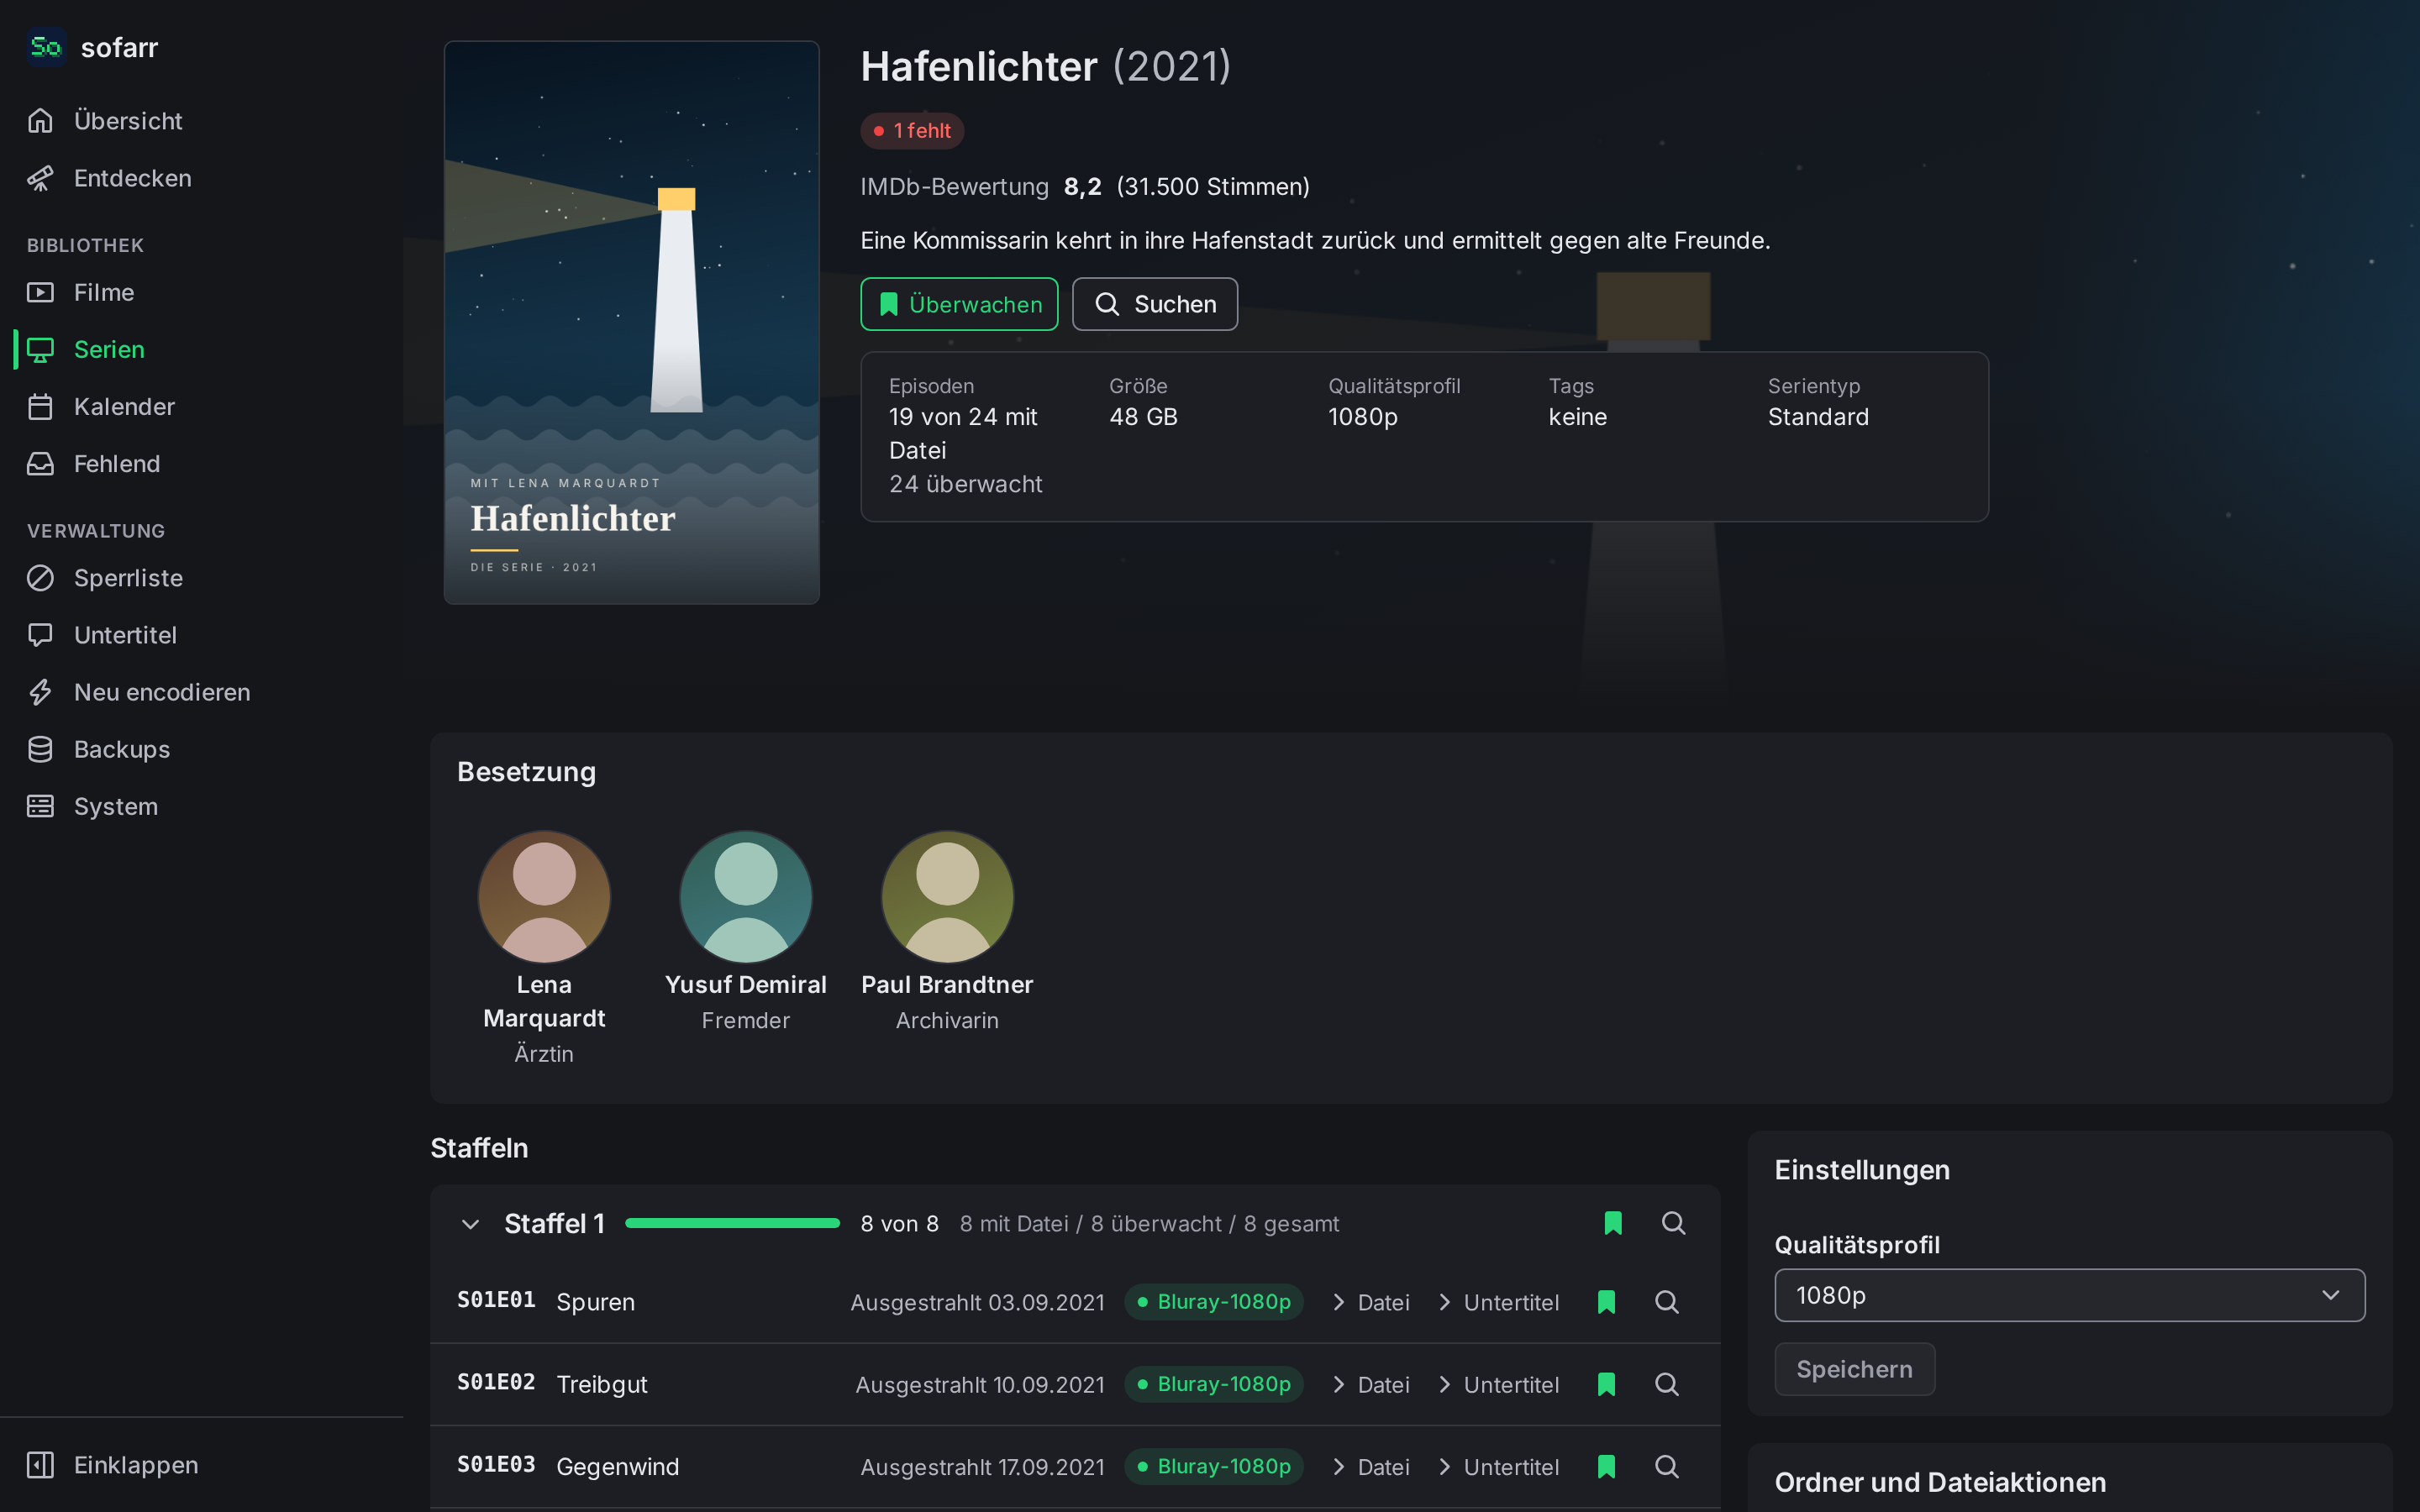 So sofarr
Übersicht
Entdecken
BIBLIOTHEK
Filme
Serien
Kalender
Fehlend
VERWALTUNG
Sperrliste
Untertitel
Neu encodieren
Backups
System
Einklappen
MIT LENA MARQUARDT
Hafenlichter
DIE SERIE · 2021
Hafenlichter (2021)
1 fehlt
IMDb-Bewertung 8,2 (31.500 Stimmen)
Eine Kommissarin kehrt in ihre Hafenstadt zurück und ermittelt gegen alte Freunde.
Überwachen Suchen
Episoden Größe Qualitätsprofil Tags Serientyp
19 von 24 mit 48 GB 1080p keine Standard
Datei
24 überwacht
Besetzung
Lena
Marquardt
Ärztin
Yusuf Demiral
Fremder
Paul Brandtner
Archivarin
Staffeln
Staffel 1 8 von 8 8 mit Datei / 8 überwacht / 8 gesamt
S01E01 Spuren Ausgestrahlt 03.09.2021 Bluray-1080p Datei Untertitel
S01E02 Treibgut Ausgestrahlt 10.09.2021 Bluray-1080p Datei Untertitel
S01E03 Gegenwind Ausgestrahlt 17.09.2021 Bluray-1080p Datei Untertitel
Einstellungen
Qualitätsprofil
1080p
Speichern
Ordner und Dateiaktionen